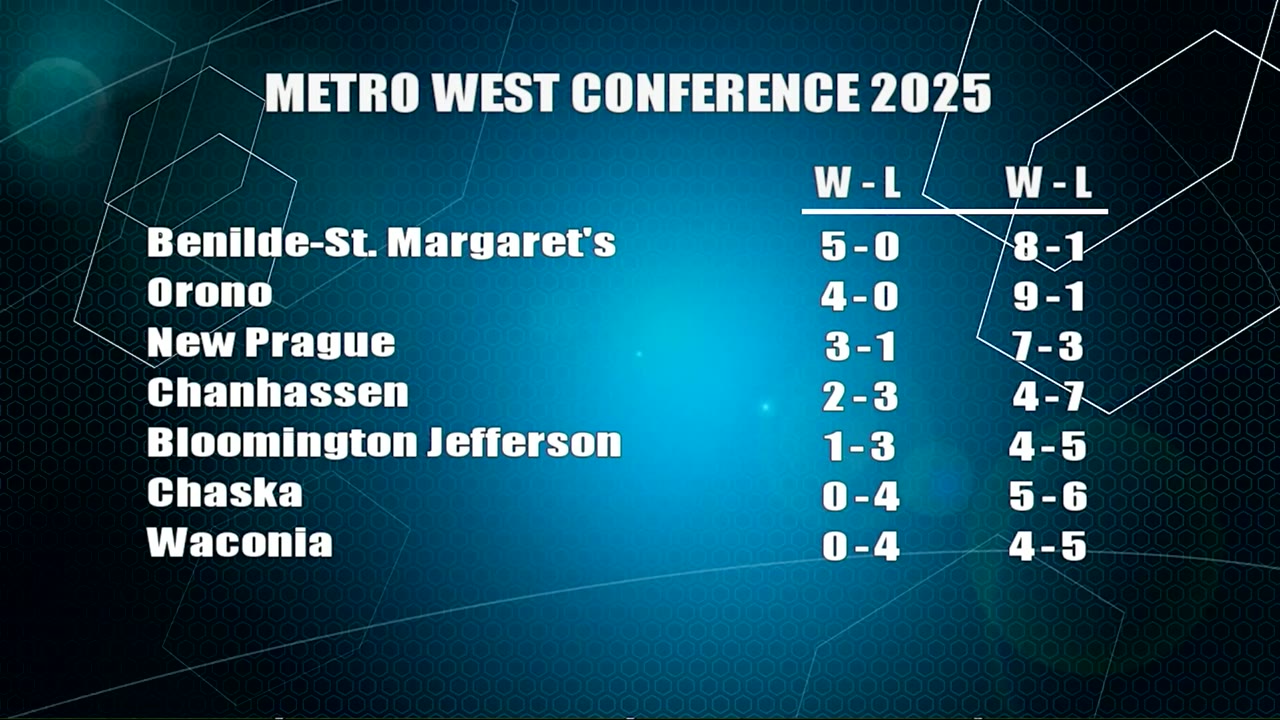 METRO WEST CONFERENCE 2025
W - L W - L
Benilde-St. Margaret's 5 - 0 8 - 1
Orono 4 - 0 9 - 1
New Prague 3 - 1 7 - 3
Chanhassen 2 - 3 4 - 7
Bloomington Jefferson 1 - 3 4 - 5
Chaska 0 - 4 5 - 6
Waconia 0 - 4 4 - 5